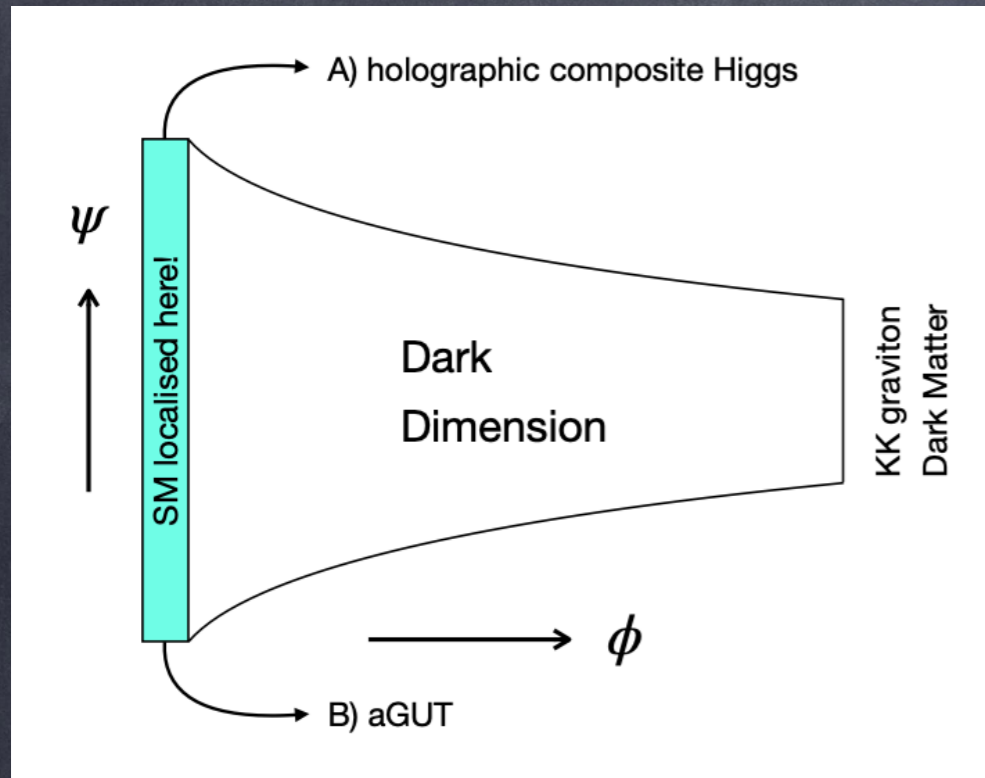 A) holographic composite Higgs
ψ
SM localised here!
Dark
Dimension
KK graviton
Dark Matter
ϕ
B) aGUT